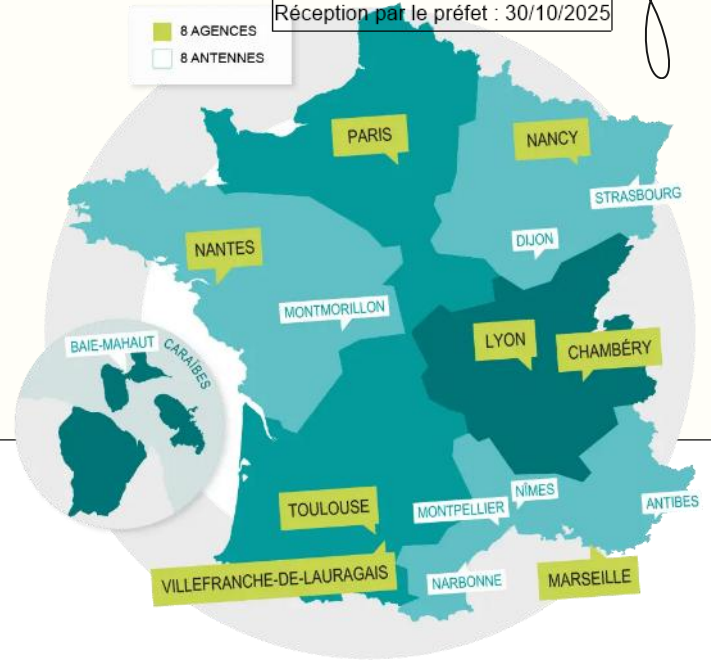 Réception par le préfet : 30/10/2025
8 AGENCES
8 ANTENNES
PARIS
NANCY
STRASBOURG
DIJON
NANTES
MONTMORILLON
LYON
CHAMBÉRY
BAIE-MAHAUT
CARAÏBES
TOULOUSE
MONTPELLIER
NÎMES
ANTIBES
VILLEFRANCHE-DE-LAURAGAIS
NARBONNE
MARSEILLE